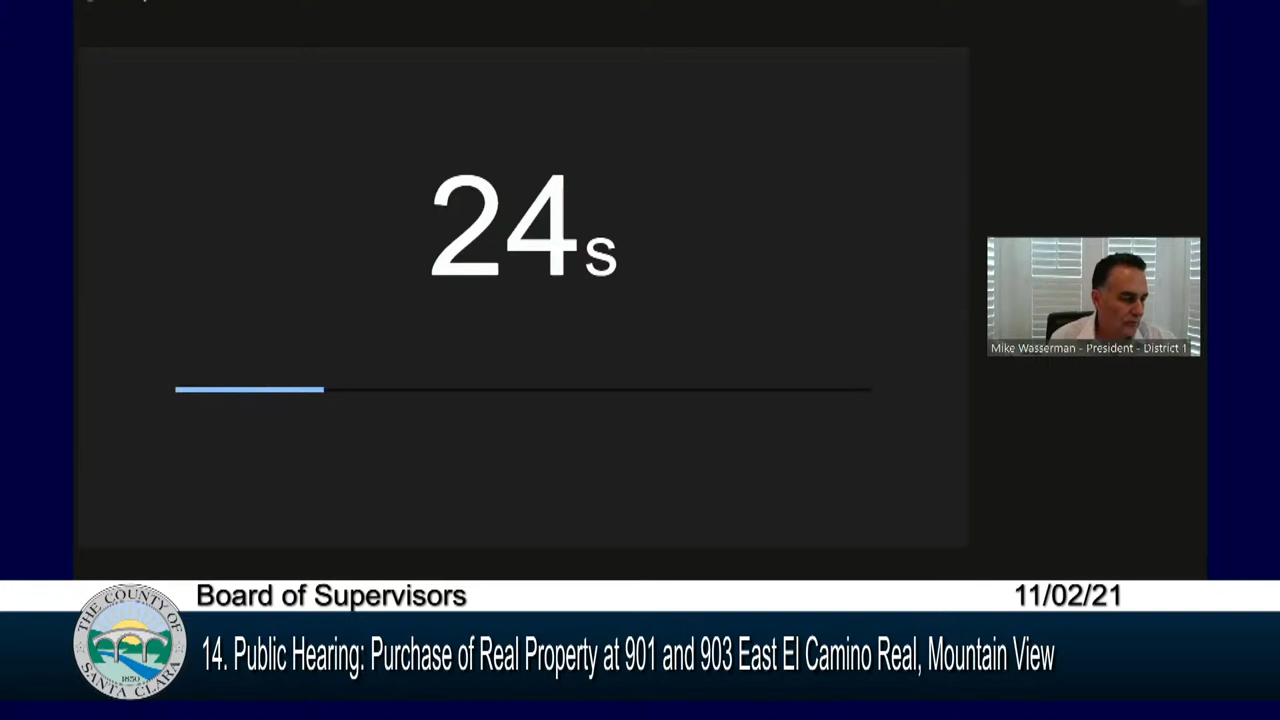 24s
Mike Wasserman - President - District 1
Board of Supervisors
11/02/21
THE COUNTY OF
SANTA CLARA
1850
14. Public Hearing: Purchase of Real Property at 901 and 903 East El Camino Real, Mountain View